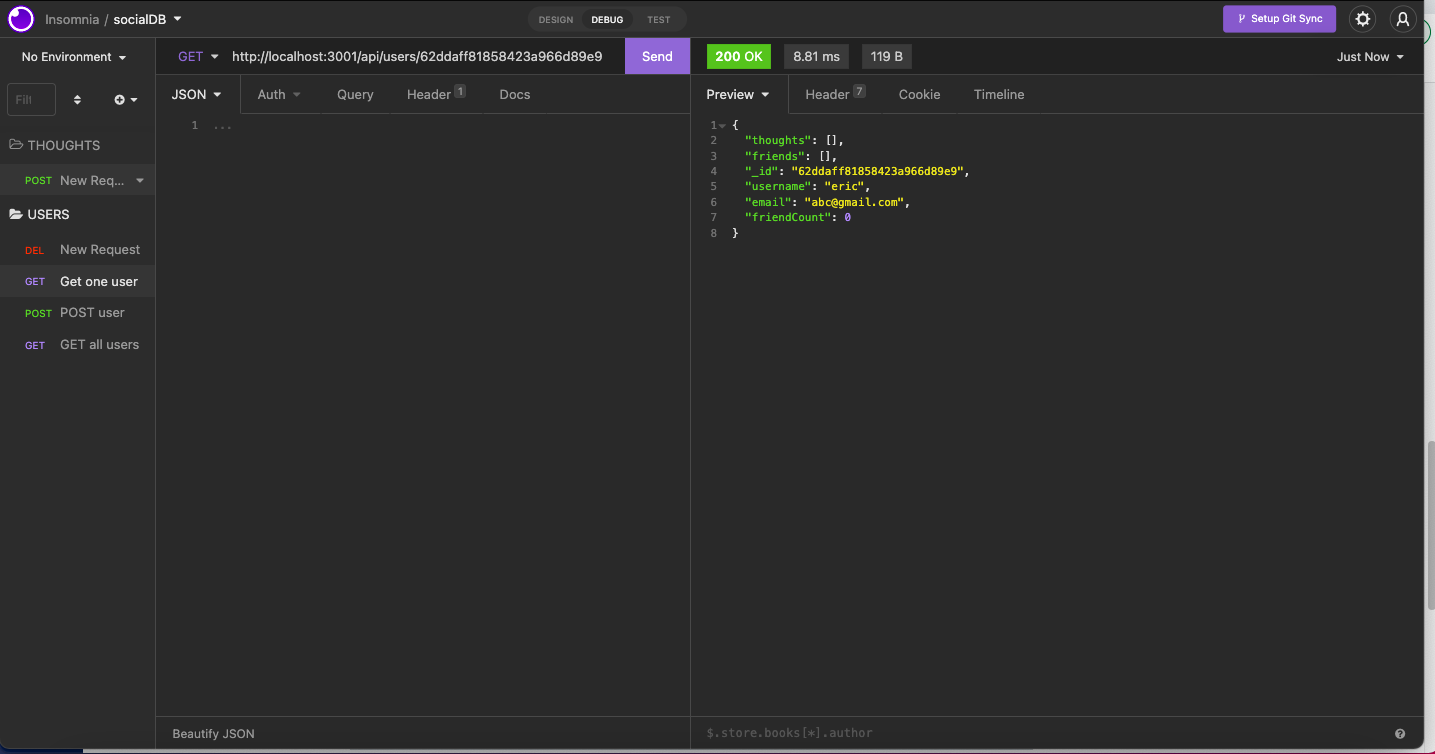 Insomnia / socialDB
DESIGN DEBUG TEST
Setup Git Sync
No Environment
GET http://localhost:3001/api/users/62ddaff81858423a966d89e9 Send
200 OK 8.81 ms 119 B Just Now
Filt
JSON Auth Query Header 1 Docs
Preview Header 7 Cookie Timeline
THOUGHTS
POST New Req...
USERS
DEL New Request
GET Get one user
POST POST user
GET GET all users
1 ...
1 {
2 "thoughts": [],
3 "friends": [],
4 "_id": "62ddaff81858423a966d89e9",
5 "username": "eric",
6 "email": "abc@gmail.com",
7 "friendCount": 0
8 }
Beautify JSON
$.store.books[*].author